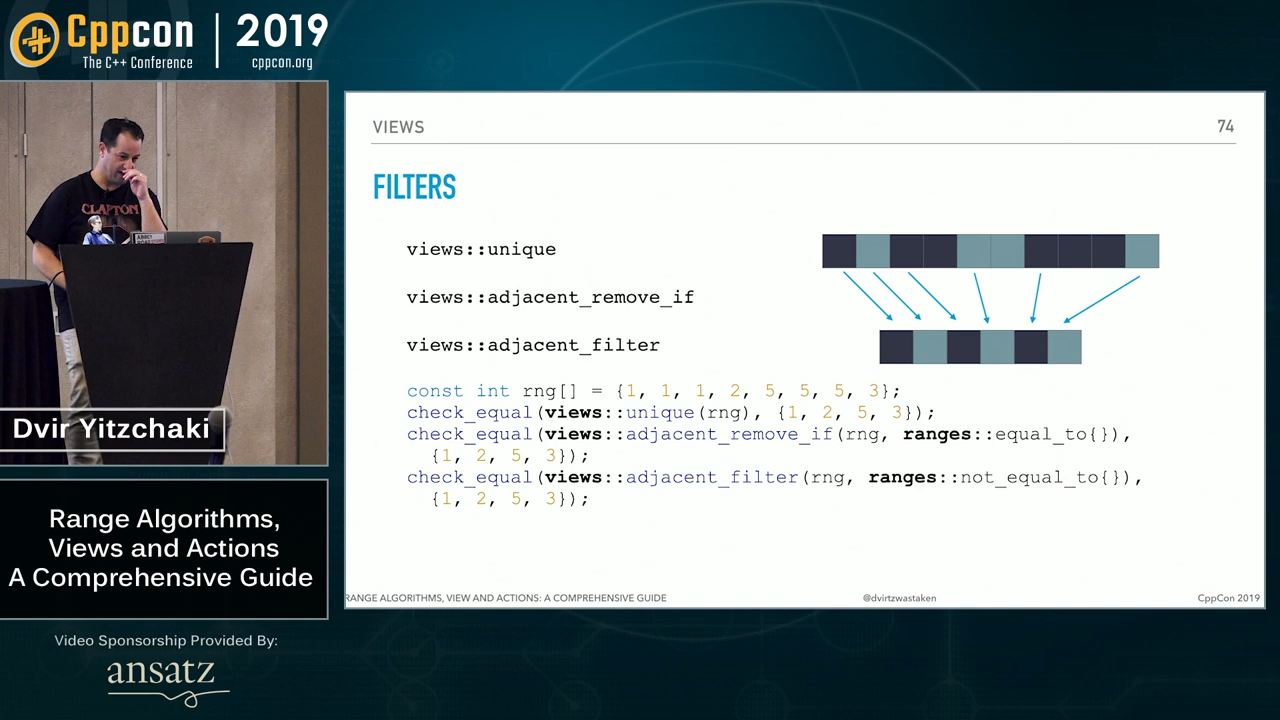 Cppcon
The C++ Conference
2019
cppcon.org
CLAPTON
Dvir Yitzchaki
Range Algorithms,
Views and Actions
A Comprehensive Guide
Video Sponsorship Provided By:
ansatz
VIEWS
74
FILTERS
views::unique
views::adjacent_remove_if
views::adjacent_filter
const int rng[] = {1, 1, 1, 2, 5, 5, 5, 3};
check_equal(views::unique(rng), {1, 2, 5, 3});
check_equal(views::adjacent_remove_if(rng, ranges::equal_to{}),
{1, 2, 5, 3});
check_equal(views::adjacent_filter(rng, ranges::not_equal_to{}),
{1, 2, 5, 3});
RANGE ALGORITHMS, VIEW AND ACTIONS: A COMPREHENSIVE GUIDE
@dvirtzwastaken
CppCon 2019